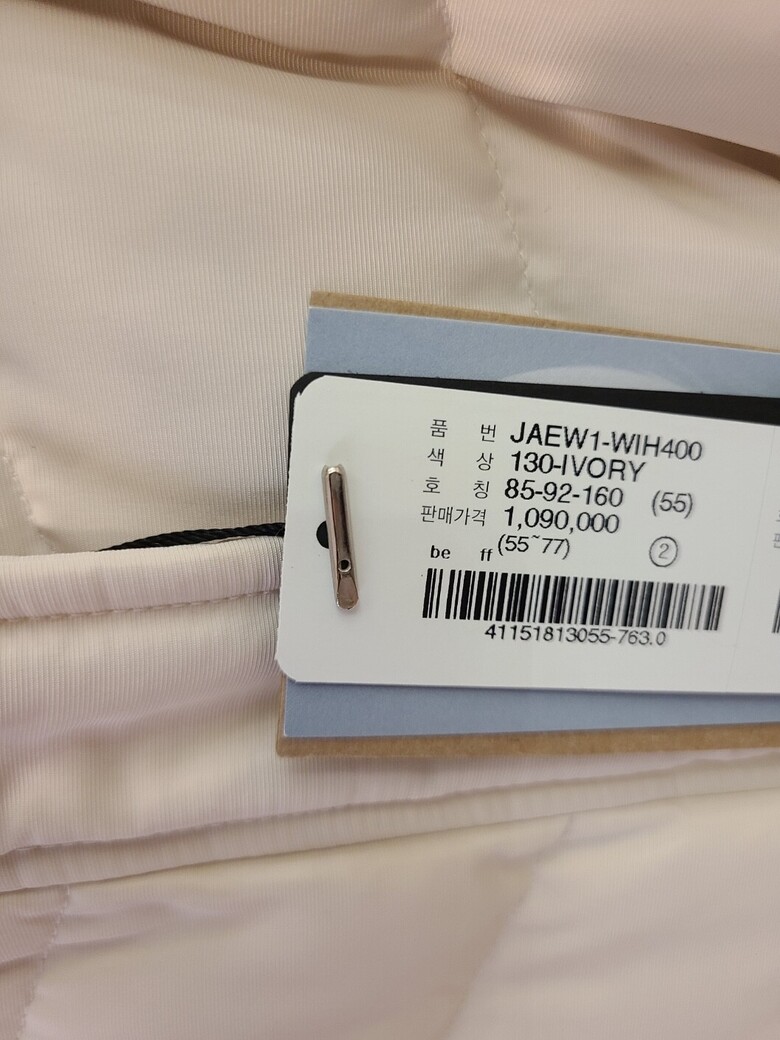 품 번 JAEW1-WIH400
색 상 130-IVORY
호 칭 85-92-160 (55)
판매가격 1,090,000
be ff (55~77) 2
41151813055-763.0